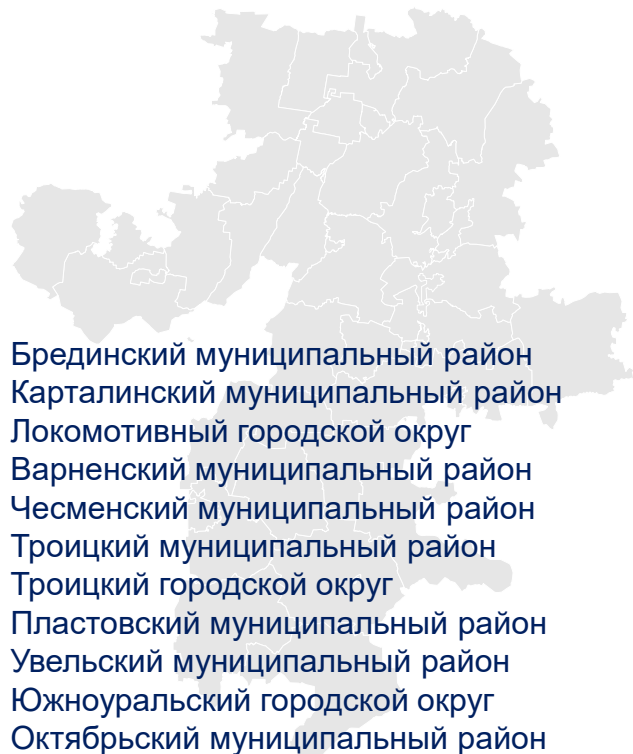 Брединский муниципальный район
Карталинский муниципальный район
Локомотивный городской округ
Варненский муниципальный район
Чесменский муниципальный район
Троицкий муниципальный район
Троицкий городской округ
Пластовский муниципальный район
Увельский муниципальный район
Южноуральский городской округ
Октябрьский муниципальный район